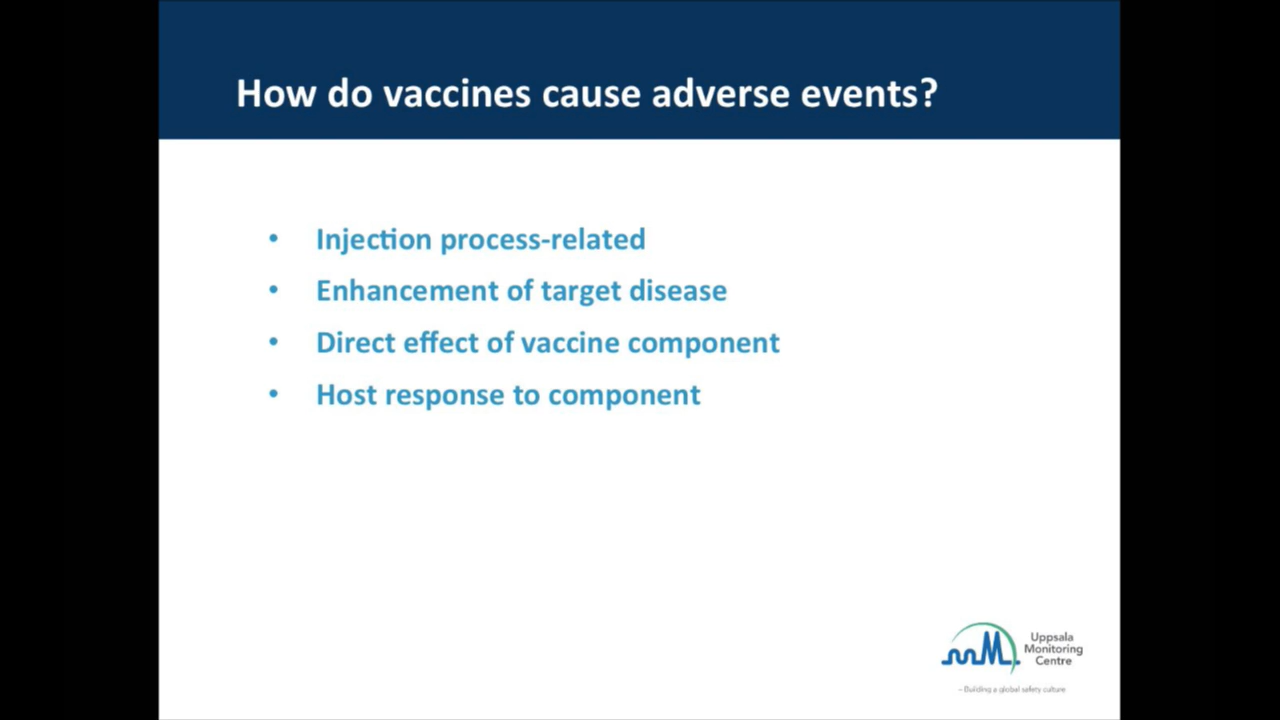 How do vaccines cause adverse events?
• Injection process-related
• Enhancement of target disease
• Direct effect of vaccine component
• Host response to component
Uppsala
Monitoring
Centre
– Building a global safety culture